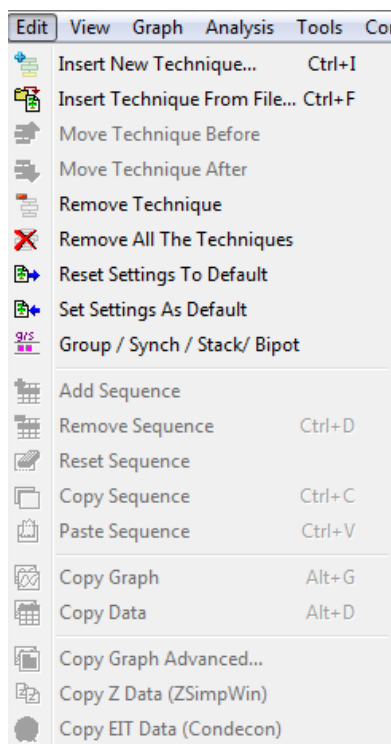 Edit View Graph Analysis Tools
Insert New Technique... Ctrl+I
Insert Technique From File... Ctrl+F
Move Technique Before
Move Technique After
Remove Technique
Remove All The Techniques
Reset Settings To Default
Set Settings As Default
g/s Group / Synch / Stack/ Bipot
Add Sequence
Remove Sequence Ctrl+D
Reset Sequence
Copy Sequence Ctrl+C
Paste Sequence Ctrl+V
Copy Graph Alt+G
Copy Data Alt+D
Copy Graph Advanced...
Copy Z Data (ZSimpWin)
Copy EIT Data (Condecon)